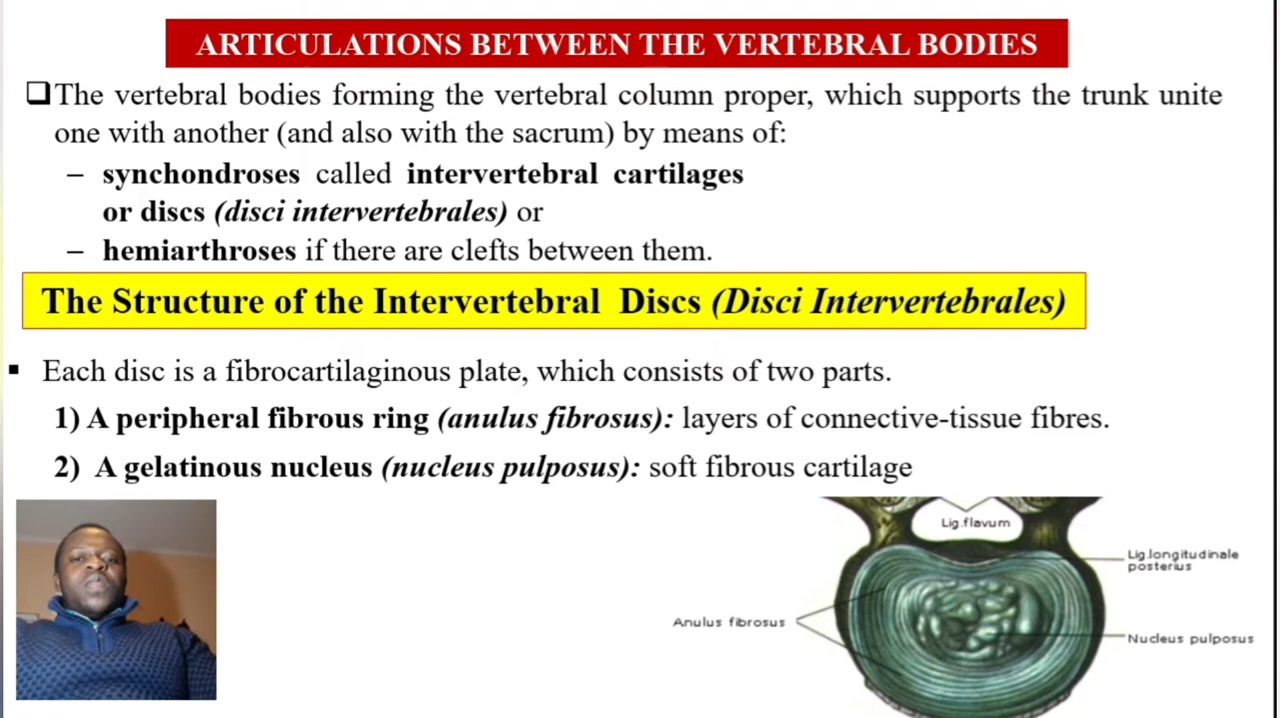 ARTICULATIONS BETWEEN THE VERTEBRAL BODIES
❑The vertebral bodies forming the vertebral column proper, which supports the trunk unite
one with another (and also with the sacrum) by means of:
– synchondroses called intervertebral cartilages
or discs (disci intervertebrales) or
– hemiarthroses if there are clefts between them.
The Structure of the Intervertebral Discs (Disci Intervertebrales)
▪ Each disc is a fibrocartilaginous plate, which consists of two parts.
1) A peripheral fibrous ring (anulus fibrosus): layers of connective-tissue fibres.
2) A gelatinous nucleus (nucleus pulposus): soft fibrous cartilage
Lig.flavum
Lig.longitudinale
posterius
Anulus fibrosus
Nucleus pulposus